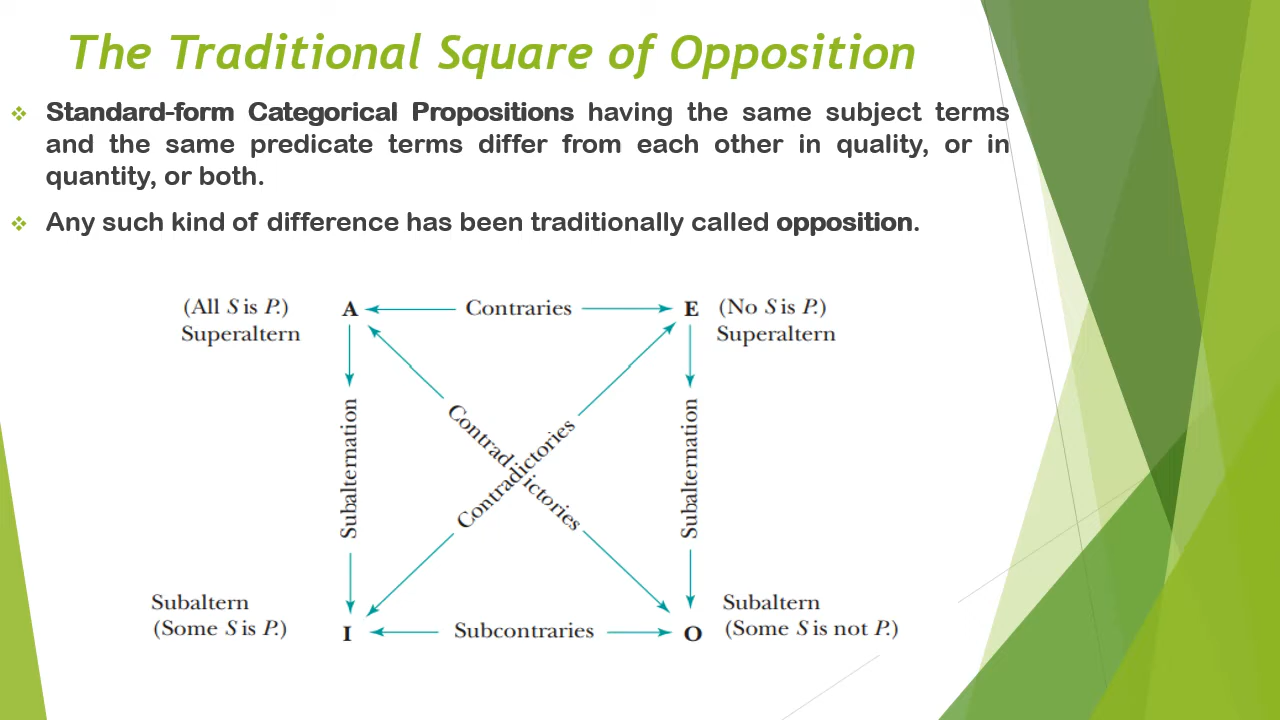 The Traditional Square of Opposition
❖ Standard-form Categorical Propositions having the same subject terms
and the same predicate terms differ from each other in quality, or in
quantity, or both.
❖ Any such kind of difference has been traditionally called opposition.
(All S is P.) A Contraries E (No S is P.)
Superaltern Superaltern
Contradictories
Contradictories
Subalternation
Subalternation
Subaltern Subaltern
(Some S is P.) I Subcontraries O (Some S is not P.)